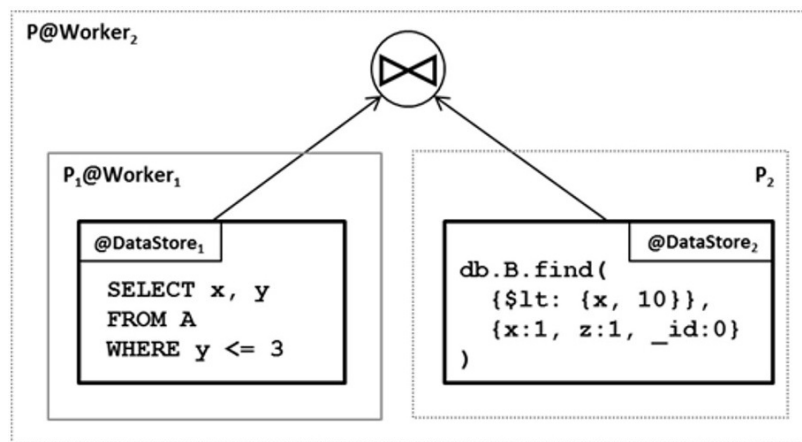 P@Worker₂
⋈
P₁@Worker₁
@DataStore₁
SELECT x, y
FROM A
WHERE y <= 3
P₂
@DataStore₂
db.B.find(
{$lt: {x, 10}},
{x:1, z:1, _id:0}
)